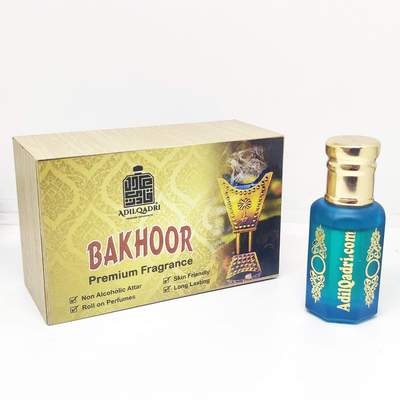 ADILQADRI
BAKHOOR
Premium Fragrance
Non Alcoholic Attar
Skin Friendly
Roll on Perfumes
Long Lasting
AdilQadri.com